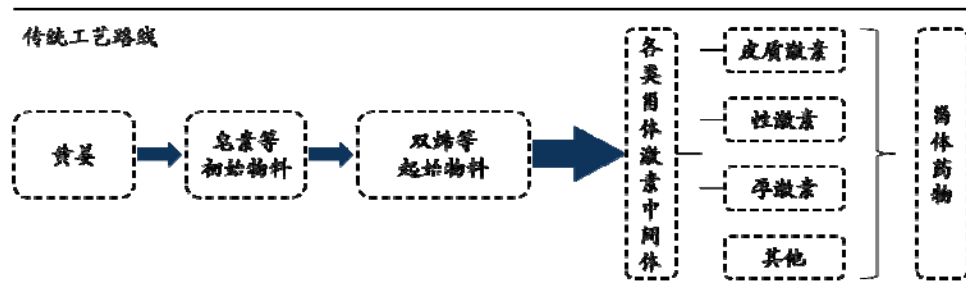 传统工艺路线
黄姜
皂素等
初始物料
双烯等
起始物料
各类甾体激素中间体
皮质激素
性激素
孕激素
其他
甾体药物